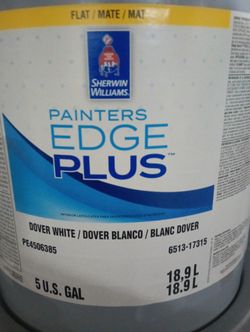 FLAT / MATE / MAT
SHERWIN
WILLIAMS.
PAINTERS
EDGE
PLUS™
DOVER WHITE / DOVER BLANCO / BLANC DOVER
PE4506385
6513-17315
5 U.S. GAL
18.9 L
18.9 L